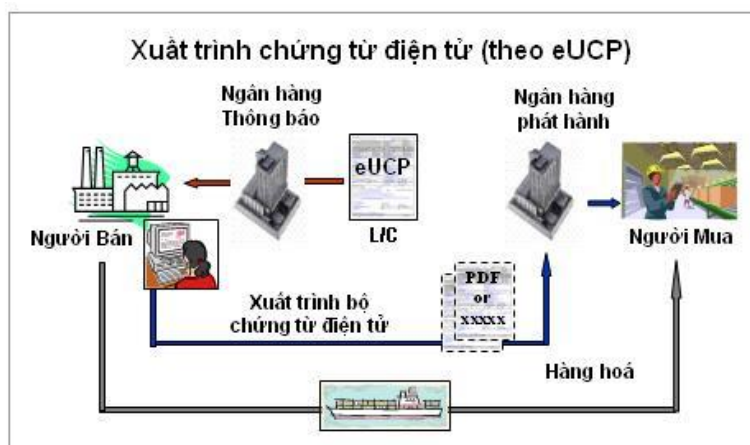 Xuất trình chứng từ điện tử (theo eUCP)
Ngân hàng
Thông báo
Ngân hàng
phát hành
eUCP
L/C
Người Bán
Người Mua
PDF
or
xxxxx
Xuất trình bộ
chứng từ điện tử
Hàng hoá